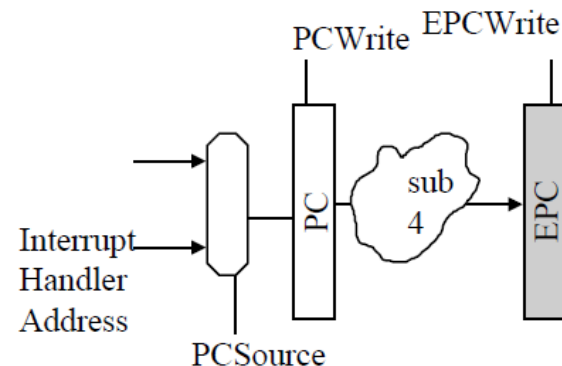 PCWrite
EPCWrite
sub
4
PC
EPC
Interrupt
Handler
Address
PCSource